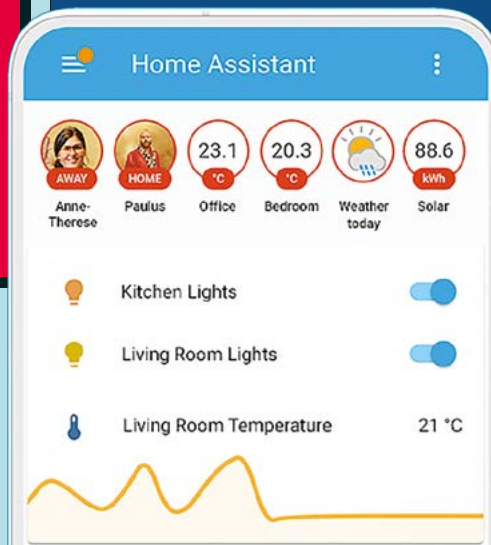 Home Assistant
23.1
20.3
88.6
AWAY
HOME
°C
°C
kWh
Anne-
Therese
Paulus
Office
Bedroom
Weather
today
Solar
Kitchen Lights
Living Room Lights
Living Room Temperature 21 °C